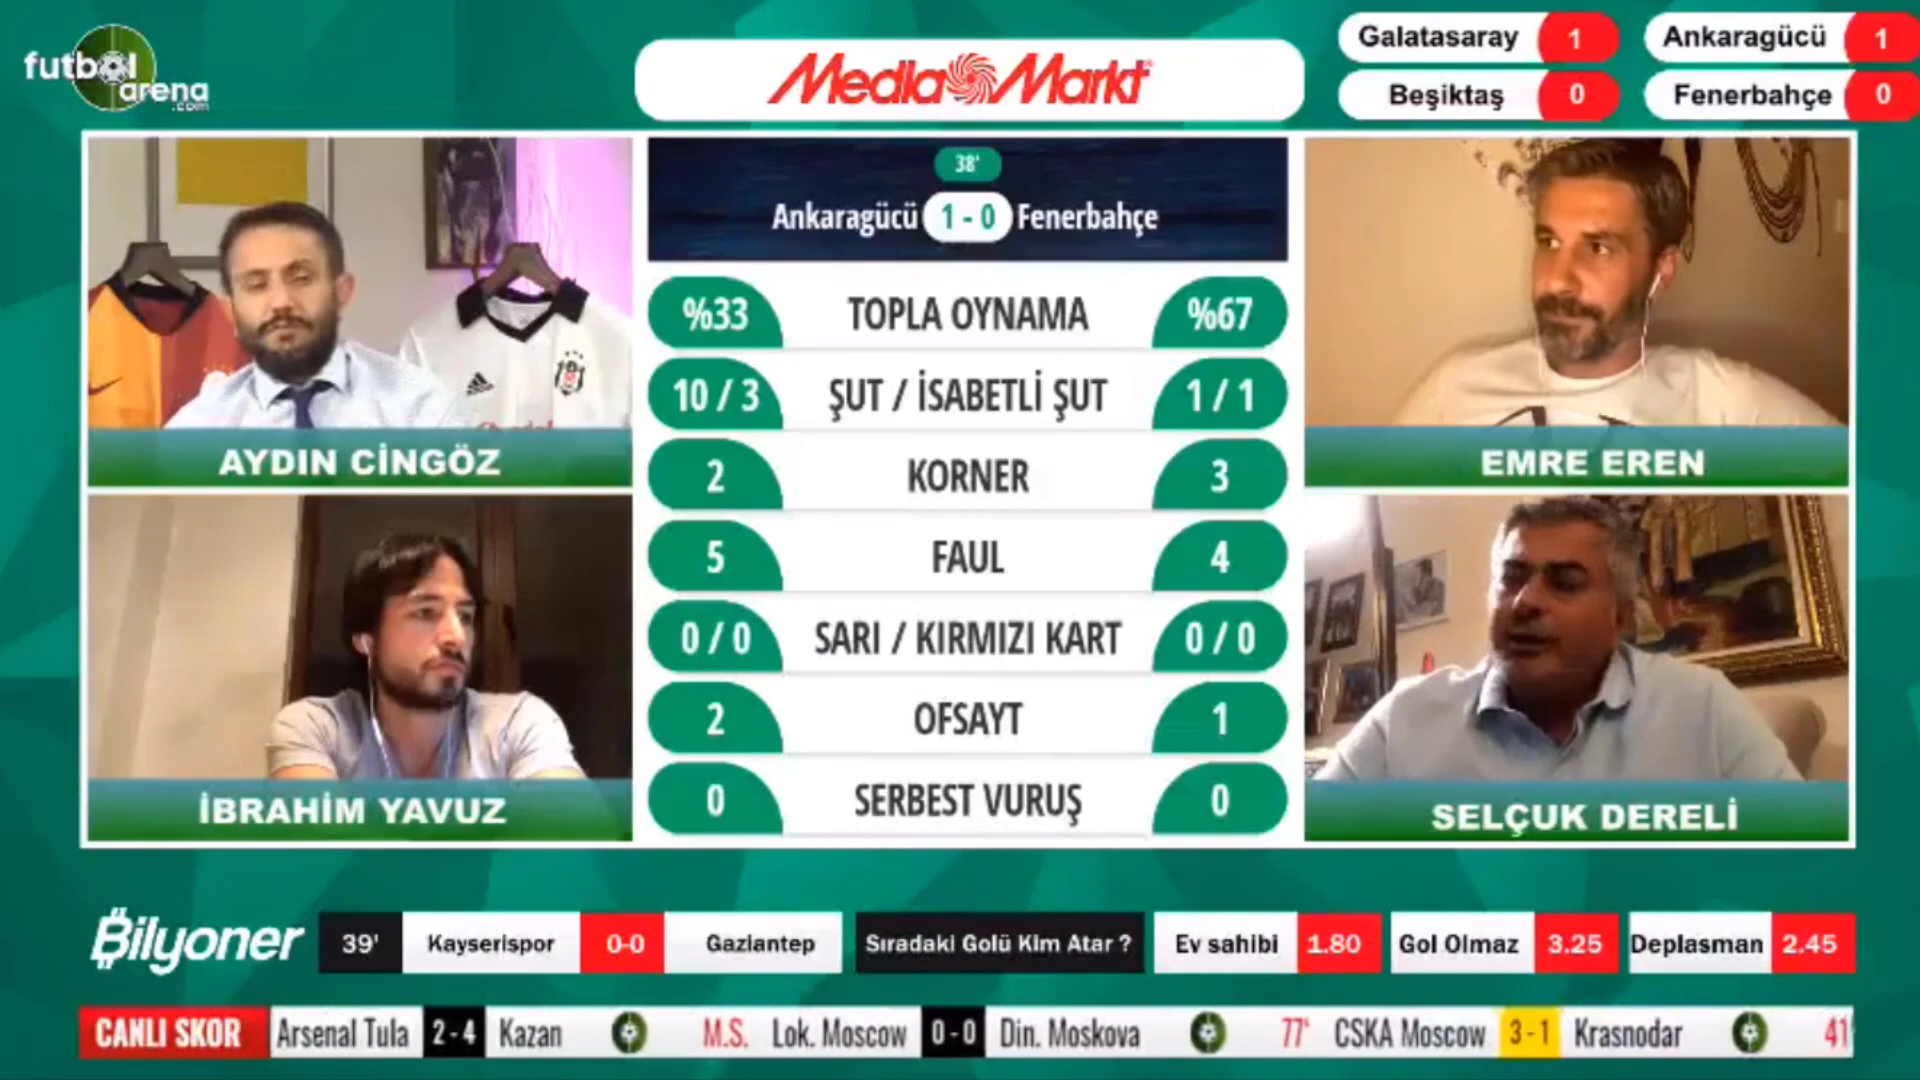 futbol
arena
.com
MediaMarkt
Galatasaray 1
Beşiktaş 0
Ankaragücü 1
Fenerbahçe 0
38'
Ankaragücü 1 - 0 Fenerbahçe
%33 TOPLA OYNAMA %67
10 / 3 ŞUT / İSABETLİ ŞUT 1 / 1
2 KORNER 3
5 FAUL 4
0 / 0 SARI / KIRMIZI KART 0 / 0
2 OFSAYT 1
0 SERBEST VURUŞ 0
AYDIN CİNGÖZ
EMRE EREN
İBRAHİM YAVUZ
SELÇUK DERELİ
Bilyoner 39' Kayserispor 0-0 Gaziantep Sıradaki Golü Kim Atar ? Ev sahibi 1.80 Gol Olmaz 3.25 Deplasman 2.45
CANLI SKOR Arsenal Tula 2-4 Kazan M.S. Lok. Moscow 0-0 Din. Moskova 77' CSKA Moscow 3-1 Krasnodar 41